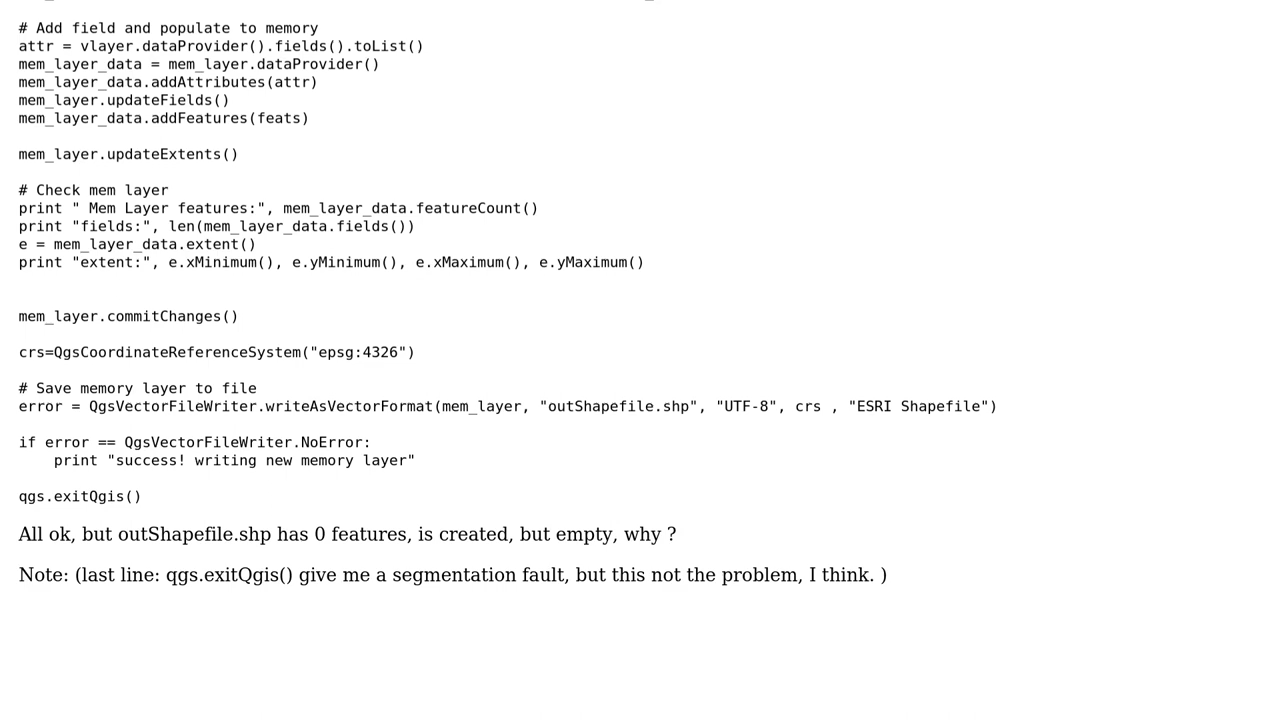 # Add field and populate to memory
attr = vlayer.dataProvider().fields().toList()
mem_layer_data = mem_layer.dataProvider()
mem_layer_data.addAttributes(attr)
mem_layer.updateFields()
mem_layer_data.addFeatures(feats)
mem_layer.updateExtents()
# Check mem layer
print " Mem Layer features:", mem_layer_data.featureCount()
print "fields:", len(mem_layer_data.fields())
e = mem_layer_data.extent()
print "extent:", e.xMinimum(), e.yMinimum(), e.xMaximum(), e.yMaximum()
mem_layer.commitChanges()
crs=QgsCoordinateReferenceSystem("epsg:4326")
# Save memory layer to file
error = QgsVectorFileWriter.writeAsVectorFormat(mem_layer, "outShapefile.shp", "UTF-8", crs , "ESRI Shapefile")
if error == QgsVectorFileWriter.NoError:
    print "success! writing new memory layer"
qgs.exitQgis()
All ok, but outShapefile.shp has 0 features, is created, but empty, why ?
Note: (last line: qgs.exitQgis() give me a segmentation fault, but this not the problem, I think. )